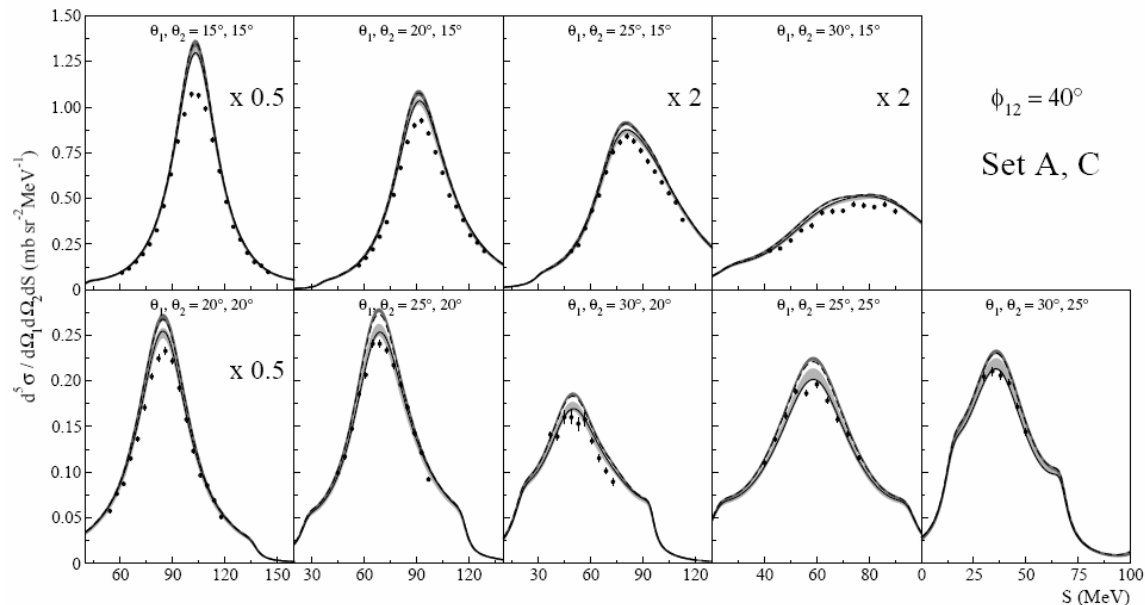 1.50
1.25
1.00
0.75
0.50
0.25
0
θ₁, θ₂ = 15°, 15°
x 0.5
θ₁, θ₂ = 20°, 15°
θ₁, θ₂ = 25°, 15°
x 2
θ₁, θ₂ = 30°, 15°
x 2
ϕ₁₂ = 40°
Set A, C
d⁵σ / dΩ₁dΩ₂dS (mb sr⁻²MeV⁻¹)
0.25
0.20
0.15
0.10
0.05
0
θ₁, θ₂ = 20°, 20°
x 0.5
θ₁, θ₂ = 25°, 20°
θ₁, θ₂ = 30°, 20°
θ₁, θ₂ = 25°, 25°
θ₁, θ₂ = 30°, 25°
60 90 120 150 30 60 90 120 30 60 90 120 40 60 80 0 25 50 75 100
S (MeV)